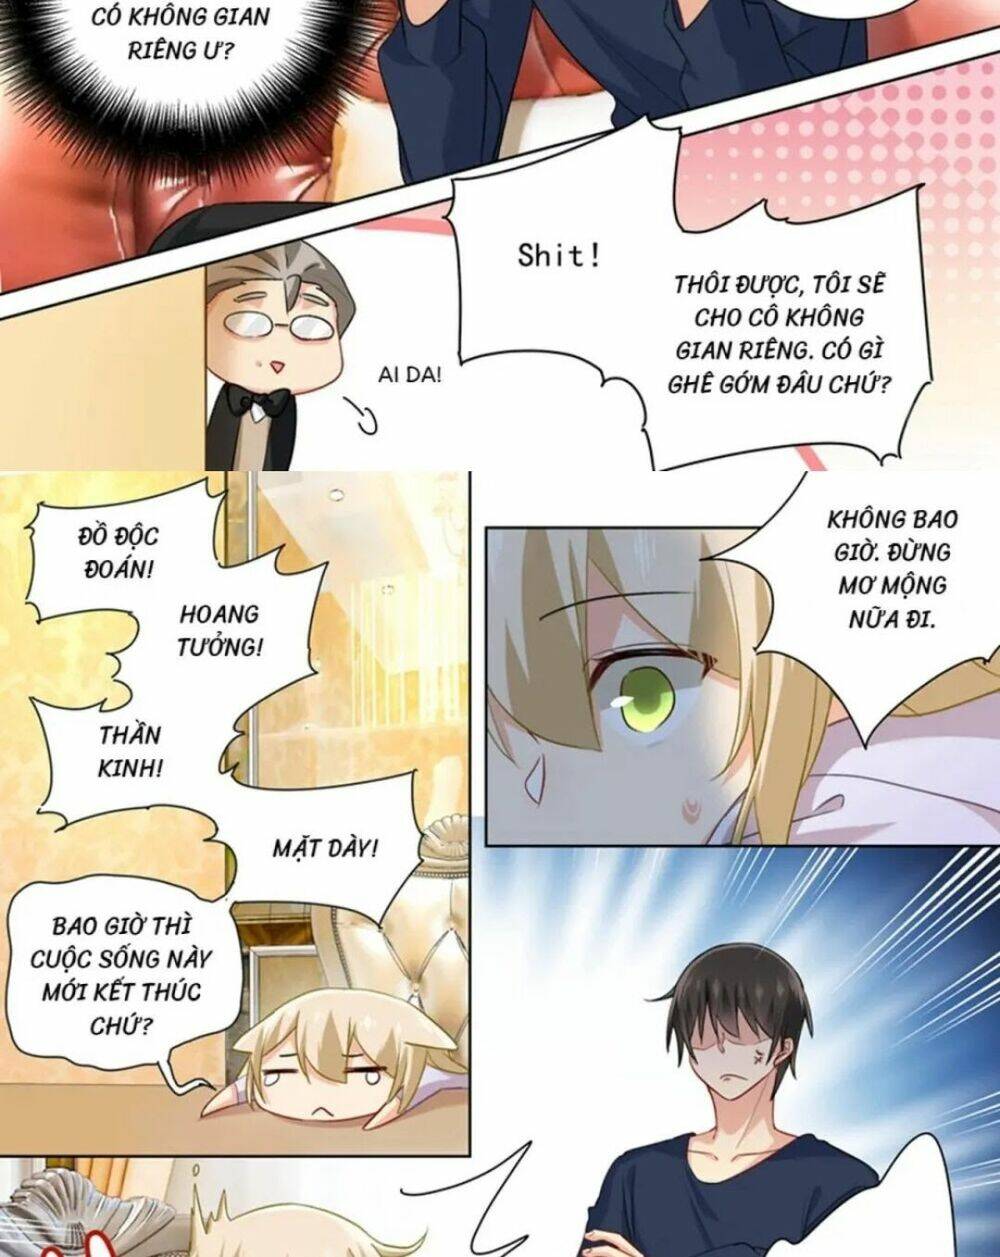 CÓ KHÔNG GIAN
RIÊNG Ư?
Shit!
THÔI ĐƯỢC, TÔI SẼ
CHO CÔ KHÔNG
GIAN RIÊNG. CÓ GÌ
GHÊ GỚM ĐÂU CHỨ?
AI DA!
ĐỒ ĐỘC
ĐOÁN!
HOANG
TƯỞNG!
THẦN
KINH!
MẶT DÀY!
BAO GIỜ THÌ
CUỘC SỐNG NÀY
MỚI KẾT THÚC
CHỨ?
KHÔNG BAO
GIỜ. ĐỪNG
MƠ MỘNG
NỮA ĐI.